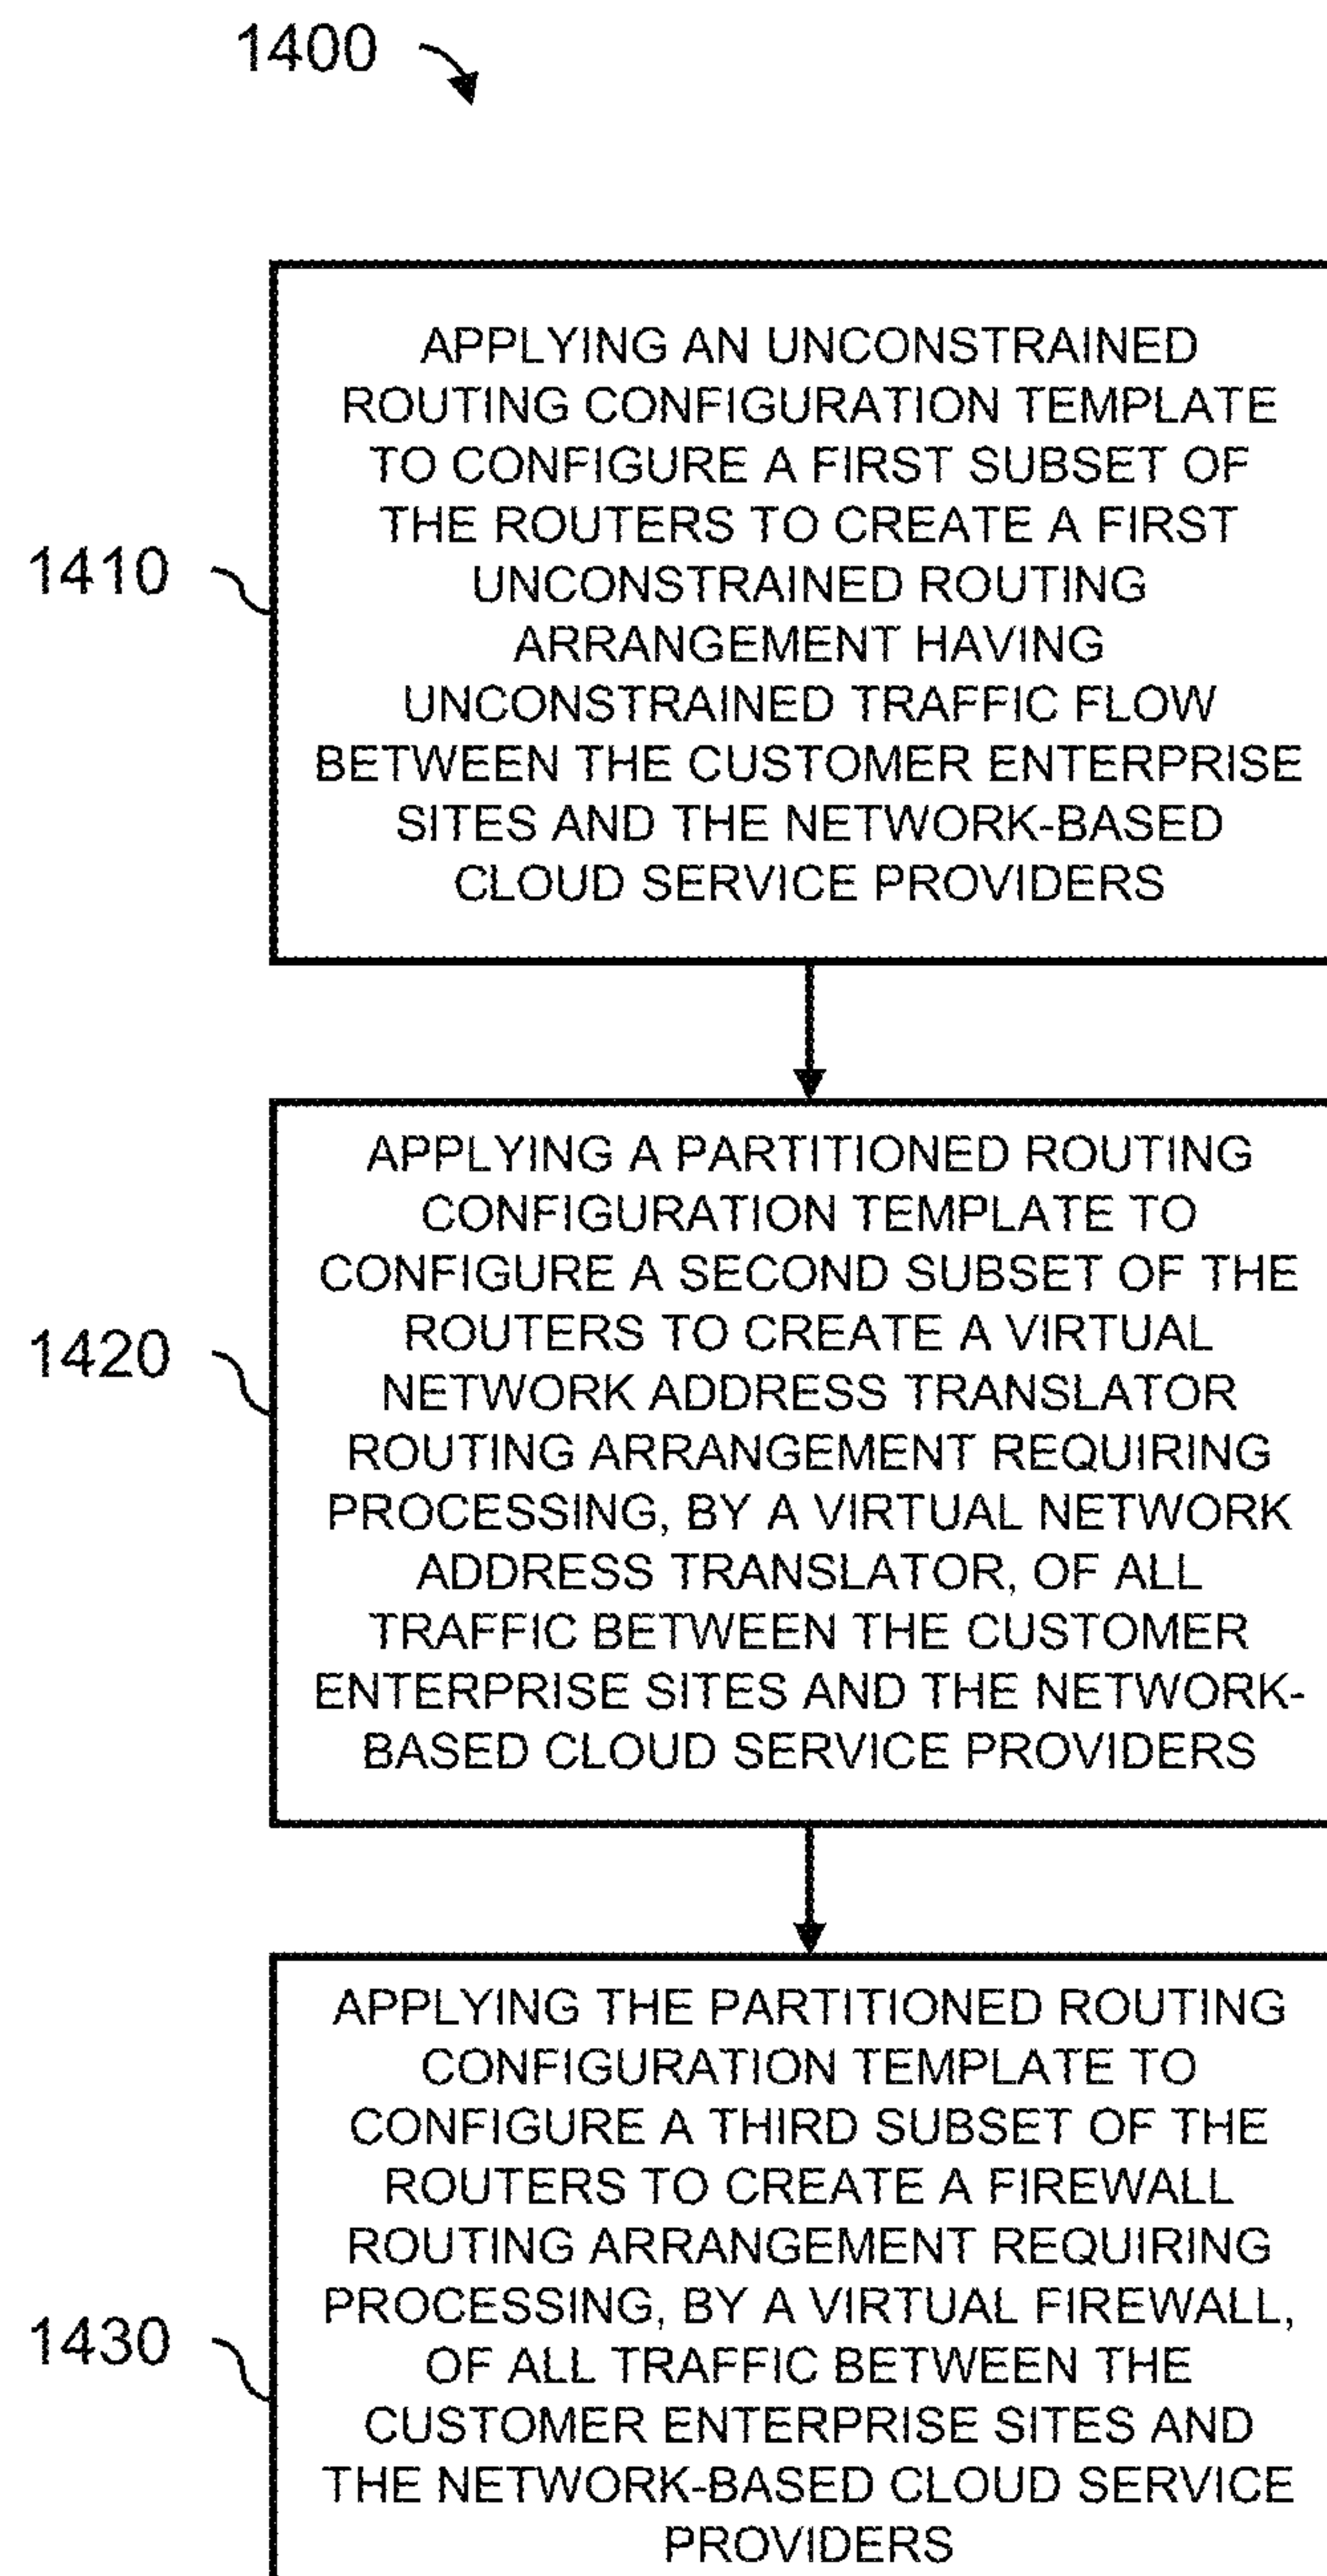 1400
APPLYING AN UNCONSTRAINED
ROUTING CONFIGURATION TEMPLATE
TO CONFIGURE A FIRST SUBSET OF
THE ROUTERS TO CREATE A FIRST
UNCONSTRAINED ROUTING
ARRANGEMENT HAVING
UNCONSTRAINED TRAFFIC FLOW
BETWEEN THE CUSTOMER ENTERPRISE
SITES AND THE NETWORK-BASED
CLOUD SERVICE PROVIDERS
1410
APPLYING A PARTITIONED ROUTING
CONFIGURATION TEMPLATE TO
CONFIGURE A SECOND SUBSET OF THE
ROUTERS TO CREATE A VIRTUAL
NETWORK ADDRESS TRANSLATOR
ROUTING ARRANGEMENT REQUIRING
PROCESSING, BY A VIRTUAL NETWORK
ADDRESS TRANSLATOR, OF ALL
TRAFFIC BETWEEN THE CUSTOMER
ENTERPRISE SITES AND THE NETWORK-
BASED CLOUD SERVICE PROVIDERS
1420
APPLYING THE PARTITIONED ROUTING
CONFIGURATION TEMPLATE TO
CONFIGURE A THIRD SUBSET OF THE
ROUTERS TO CREATE A FIREWALL
ROUTING ARRANGEMENT REQUIRING
PROCESSING, BY A VIRTUAL FIREWALL,
OF ALL TRAFFIC BETWEEN THE
CUSTOMER ENTERPRISE SITES AND
THE NETWORK-BASED CLOUD SERVICE
PROVIDERS
1430